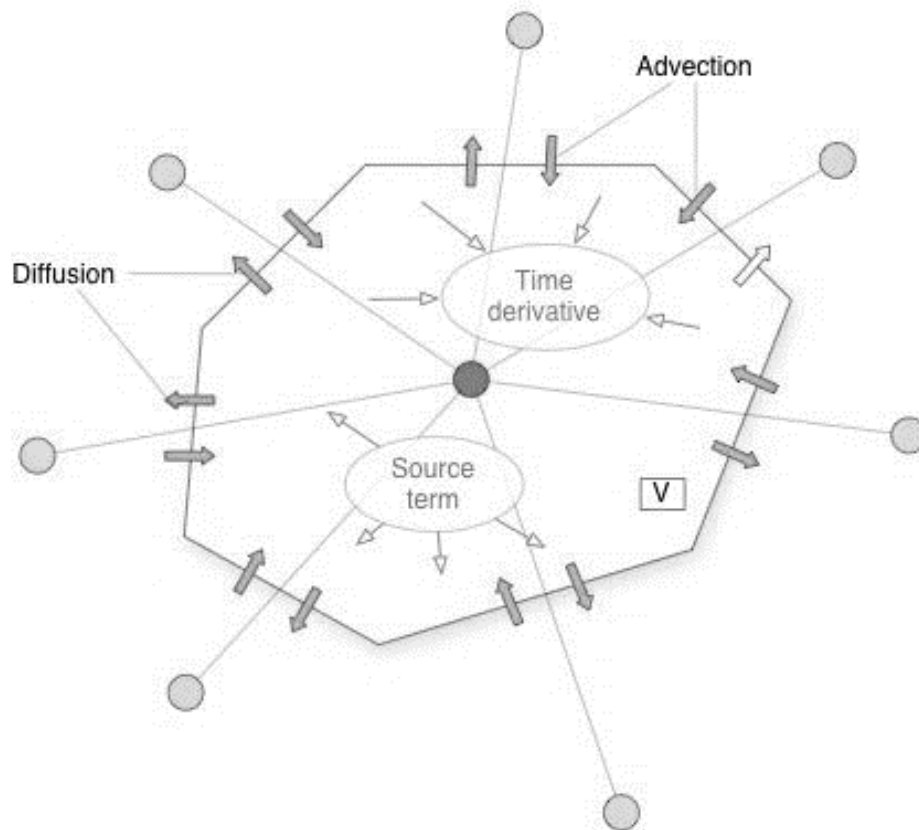 Advection
Diffusion
Time
derivative
Source
term
V